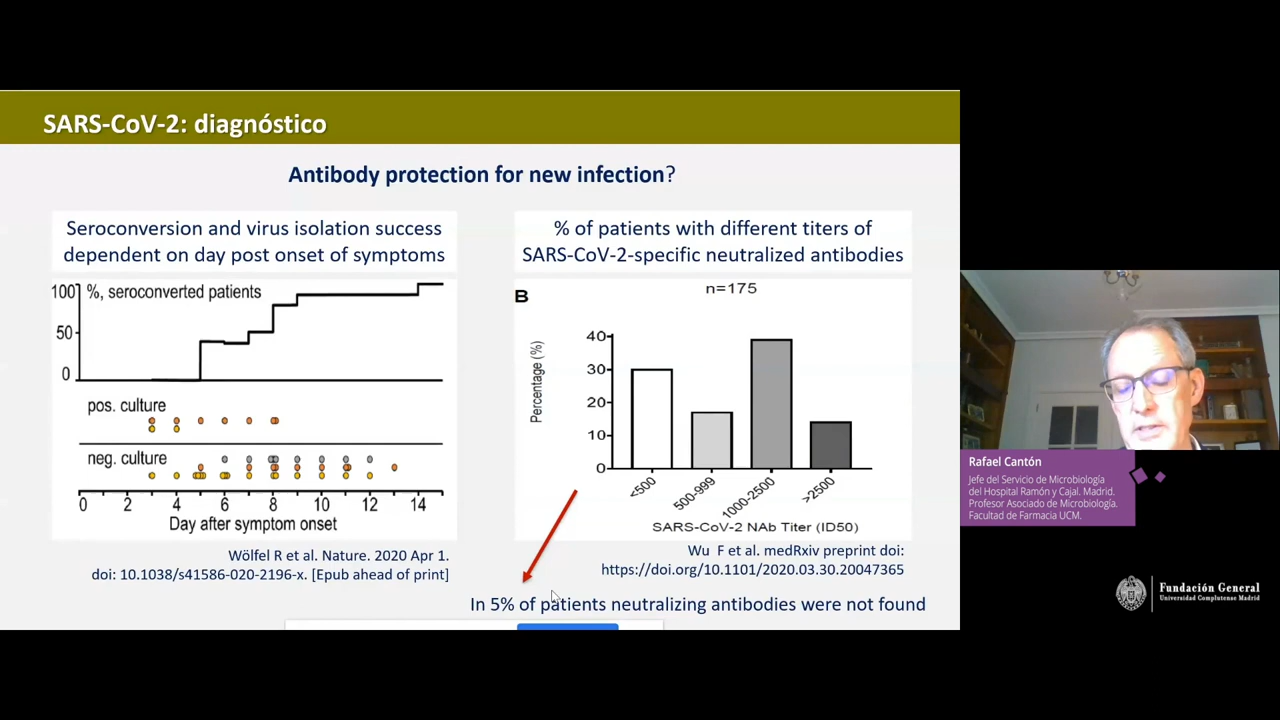 SARS-CoV-2: diagnóstico
Antibody protection for new infection?
Seroconversion and virus isolation success
dependent on day post onset of symptoms
100
%, seroconverted patients
50
0
pos. culture
neg. culture
0 2 4 6 8 10 12 14
Day after symptom onset
Wölfel R et al. Nature. 2020 Apr 1.
doi: 10.1038/s41586-020-2196-x. [Epub ahead of print]
% of patients with different titers of
SARS-CoV-2-specific neutralized antibodies
B
n=175
Percentage (%)
40
30
20
10
0
<500
500-999
1000-2500
>2500
SARS-CoV-2 NAb Titer (ID50)
Wu F et al. medRxiv preprint doi:
https://doi.org/10.1101/2020.03.30.20047365
In 5% of patients neutralizing antibodies were not found
Rafael Cantón
Jefe del Servicio de Microbiología
del Hospital Ramón y Cajal. Madrid.
Profesor Asociado de Microbiología.
Facultad de Farmacia UCM.
Fundación General
Universidad Complutense Madrid